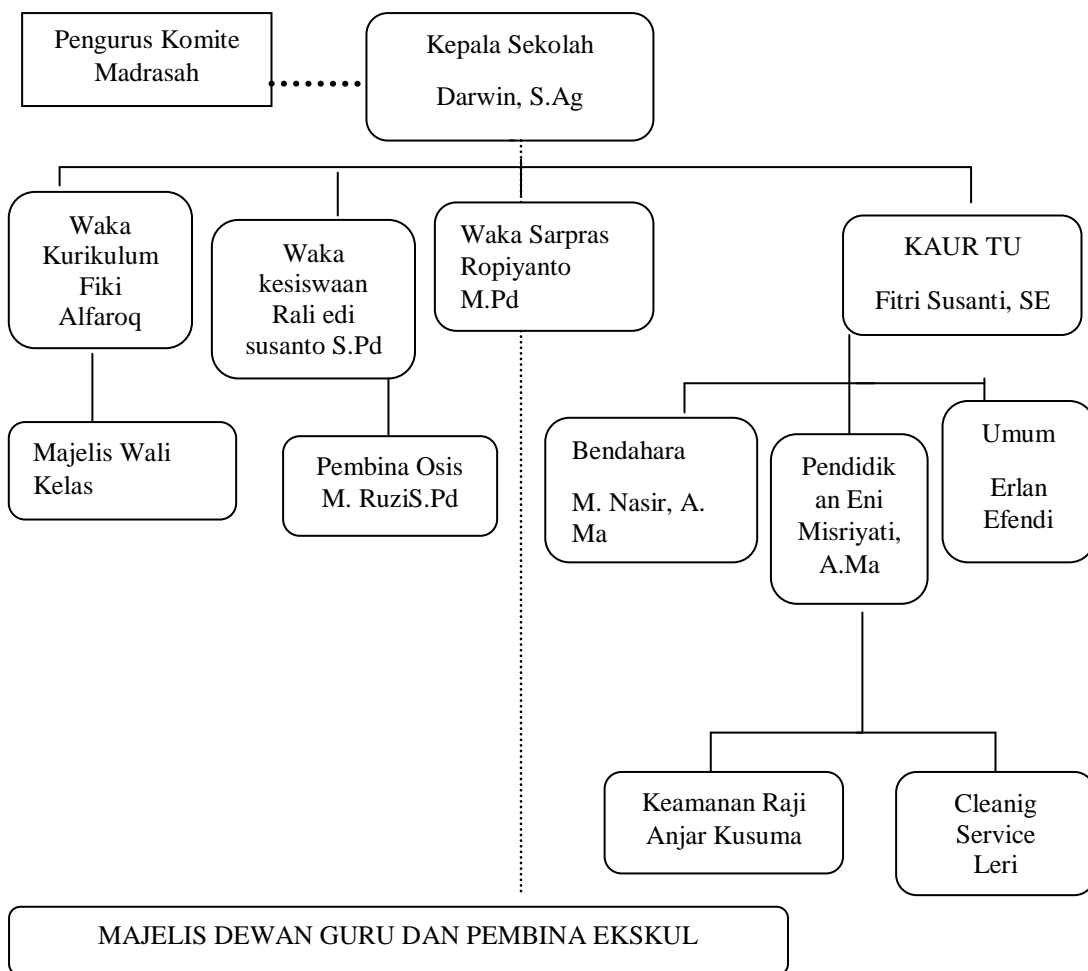 Pengurus Komite
Madrasah
Kepala Sekolah
Darwin, S.Ag
Waka
Kurikulum
Fiki
Alfaroq
Waka
kesiswaan
Rali edi
susanto S.Pd
Waka Sarpras
Ropiyanto
M.Pd
KAUR TU
Fitri Susanti, SE
Majelis Wali
Kelas
Pembina Osis
M. RuziS.Pd
Bendahara
M. Nasir, A.
Ma
Pendidik
an Eni
Misriyati,
A.Ma
Umum
Erlan
Efendi
Keamanan Raji
Anjar Kusuma
Cleanig
Service
Leri
MAJELIS DEWAN GURU DAN PEMBINA EKSKUL